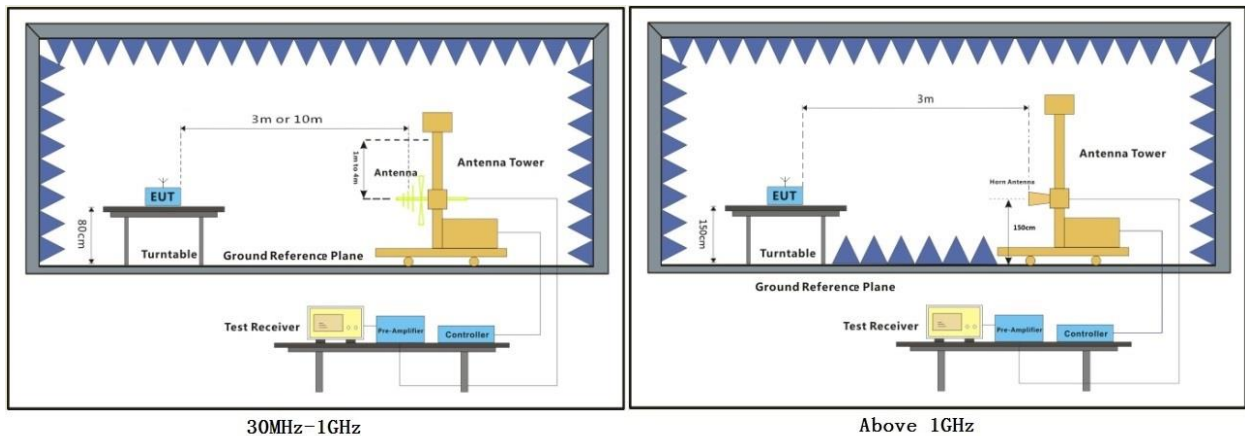 3m or 10m
1m to 4m
Antenna
Antenna Tower
EUT
80cm
Turntable
Ground Reference Plane
Test Receiver
Pre-Amplifier
Controller
30MHz-1GHz
3m
Antenna Tower
Horn Antenna
EUT
150cm
150cm
Turntable
Ground Reference Plane
Test Receiver
Pre-Amplifier
Controller
Above 1GHz